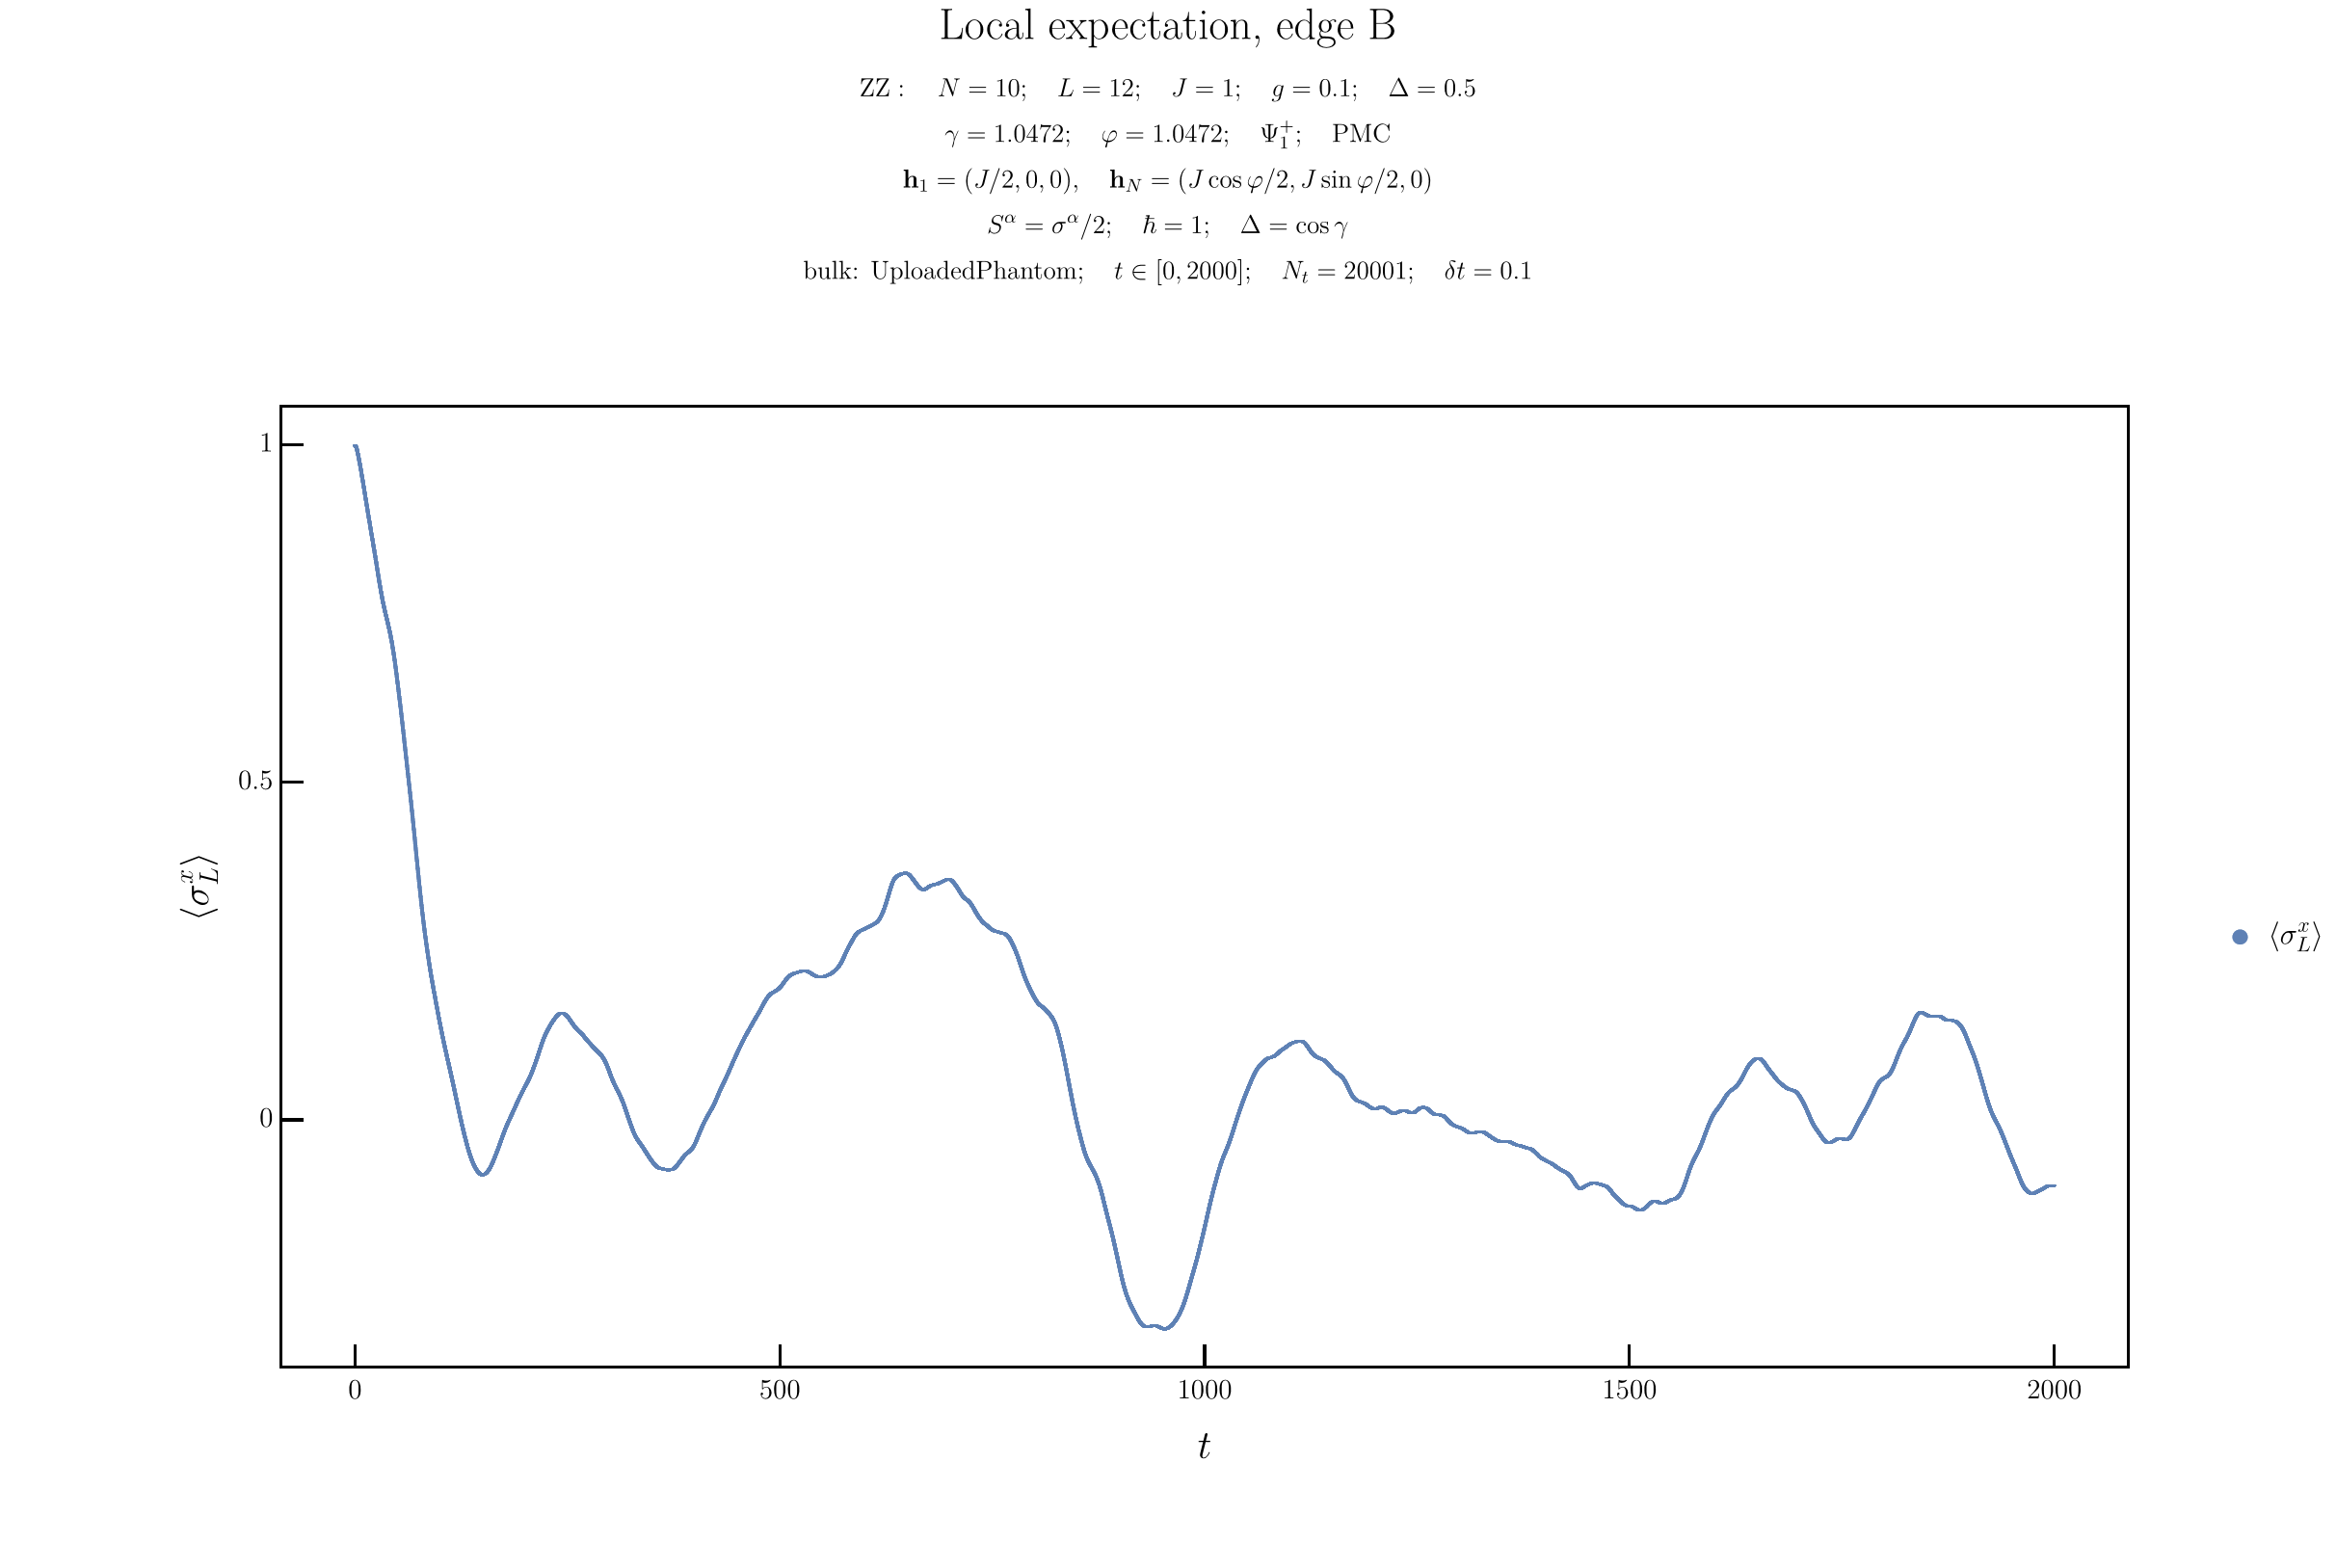 Local expectation, edge B
ZZ : N = 10; L = 12; J = 1; g = 0.1; Δ = 0.5
γ = 1.0472; φ = 1.0472; Ψ₁⁺; PMC
h₁ = (J/2, 0, 0), h_N = (J cos φ/2, J sin φ/2, 0)
S^α = σ^α/2; ħ = 1; Δ = cos γ
bulk: UploadedPhantom; t ∈ [0, 2000]; N_t = 20001; δt = 0.1
1
0.5
0
⟨σ_L^x⟩
⟨σ_L^x⟩
0 500 1000 1500 2000
t